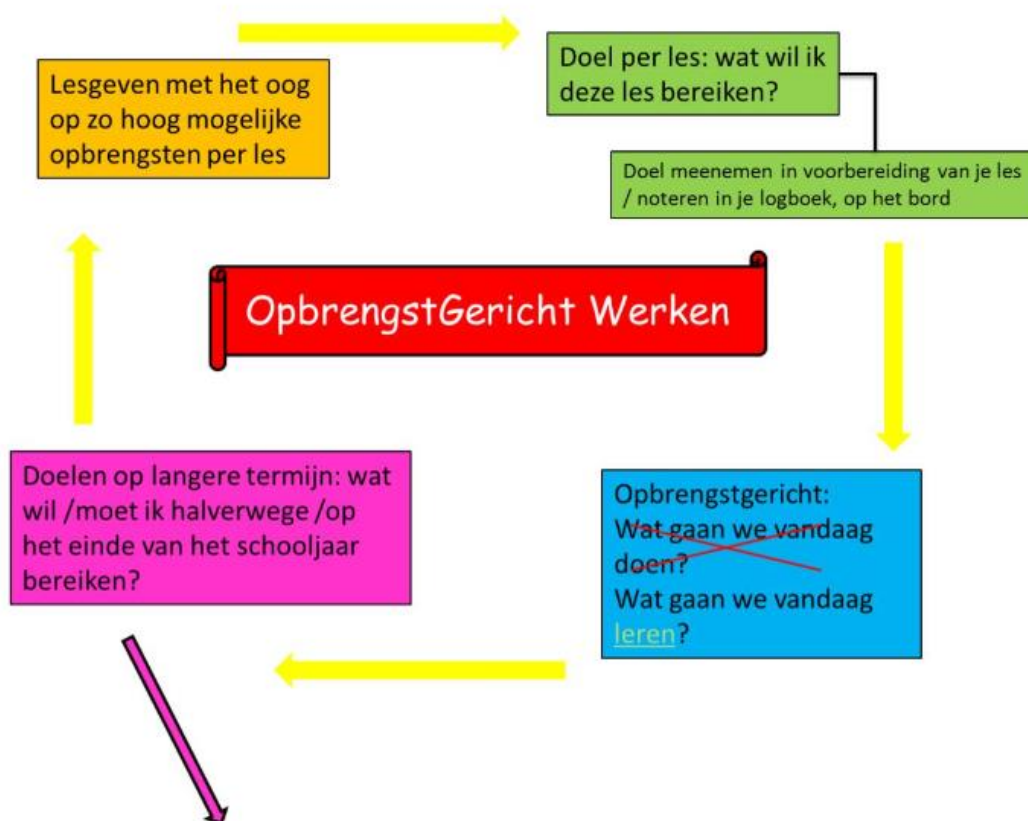 Lesgeven met het oog
op zo hoog mogelijke
opbrengsten per les
Doel per les: wat wil ik
deze les bereiken?
Doel meenemen in voorbereiding van je les
/ noteren in je logboek, op het bord
OpbrengstGericht Werken
Doelen op langere termijn: wat
wil /moet ik halverwege /op
het einde van het schooljaar
bereiken?
Opbrengstgericht:
Wat gaan we vandaag
doen?
Wat gaan we vandaag
leren?